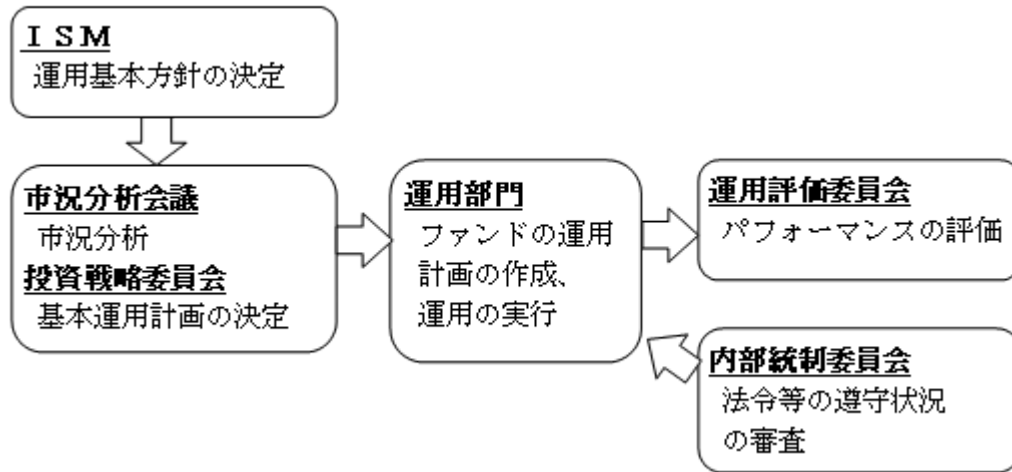 ＩＳＭ
運用基本方針の決定
市況分析会議
市況分析
投資戦略委員会
基本運用計画の決定
運用部門
ファンドの運用
計画の作成、
運用の実行
運用評価委員会
パフォーマンスの評価
内部統制委員会
法令等の遵守状況
の審査